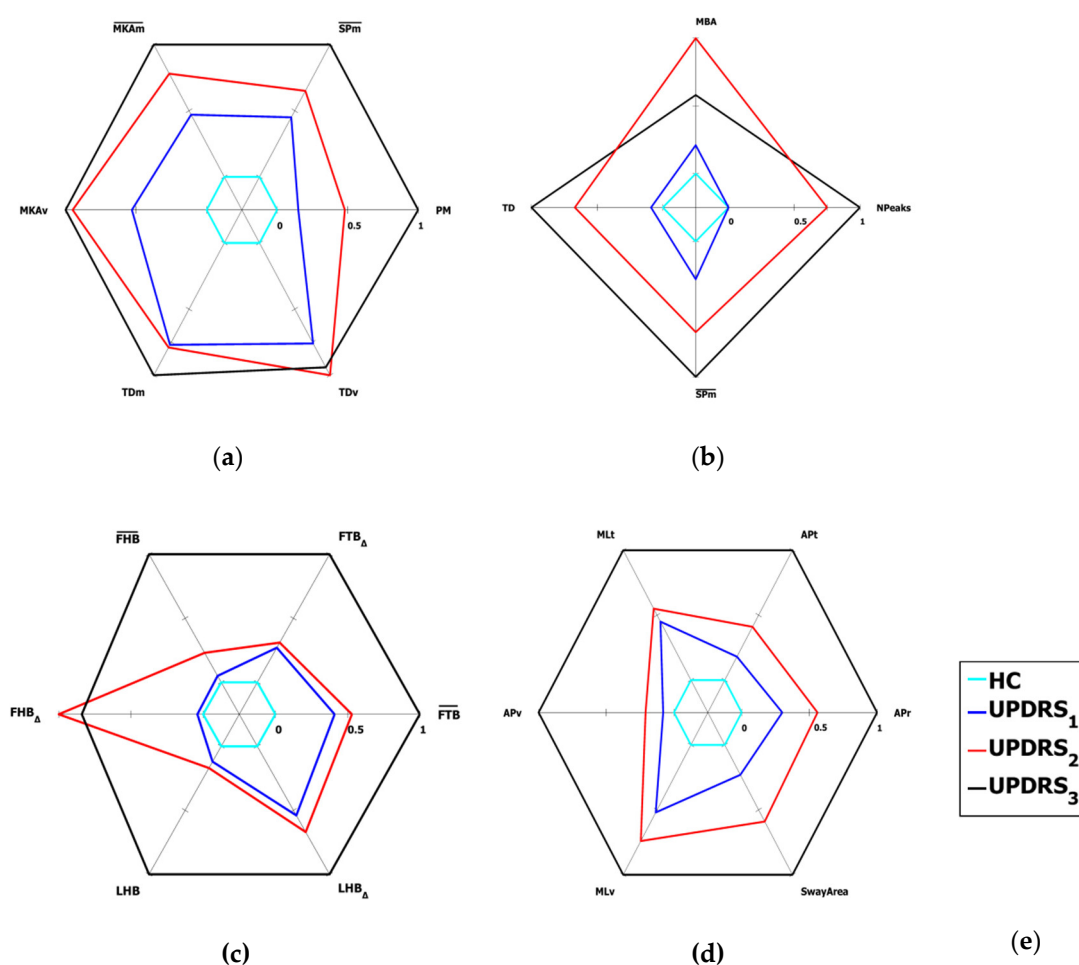 MKAm SPm
MKAv 0 0.5 1 PM
TDm TDv
(a)
MBA
TD 0 0.5 1 NPeaks
SPm
(b)
FHB FTBΔ
FHBΔ 0 0.5 1 FTB
LHB LHBΔ
(c)
MLt APt
APv 0 0.5 1 APr
MLv SwayArea
(d)
HC
UPDRS1
UPDRS2
UPDRS3
(e)